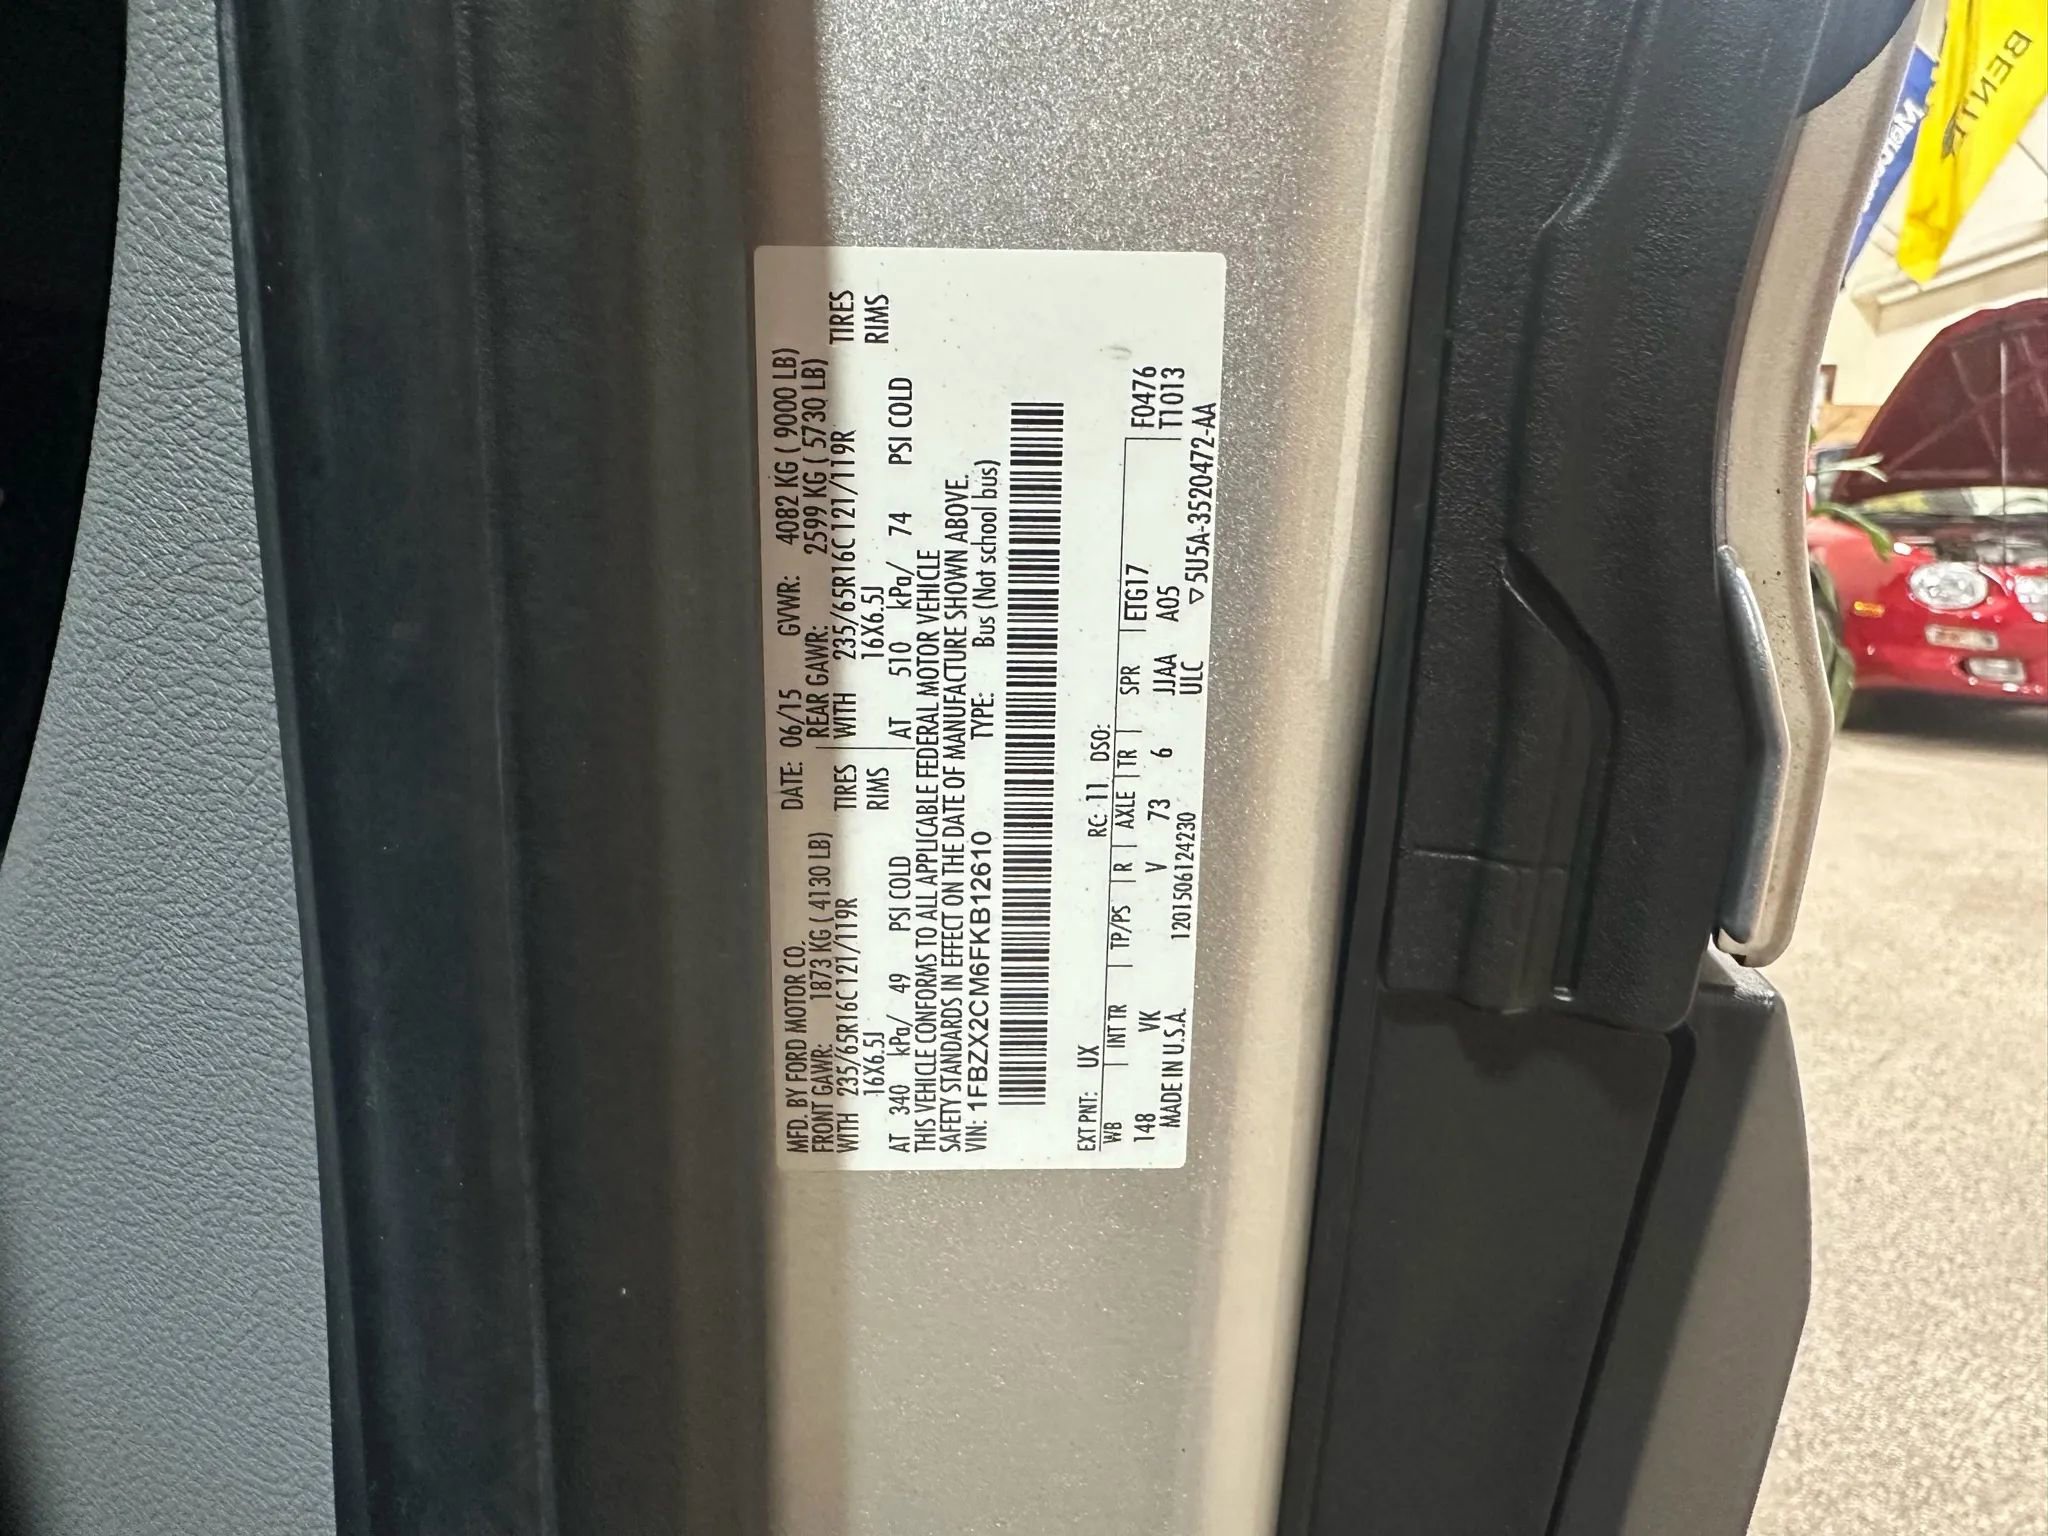 MFD. BY FORD MOTOR CO. DATE: 06/15 GVWR: 4082 KG ( 9000 LB)
FRONT GAWR: 1873 KG ( 4130 LB) REAR GAWR: 2599 KG ( 5730 LB)
WITH 235/65R16C121/119R TIRES WITH 235/65R16C121/119R TIRES
16X6.5J RIMS 16X6.5J RIMS
AT 340 kPa/ 49 PSI COLD AT 510 kPa/ 74 PSI COLD
THIS VEHICLE CONFORMS TO ALL APPLICABLE FEDERAL MOTOR VEHICLE
SAFETY STANDARDS IN EFFECT ON THE DATE OF MANUFACTURE SHOWN ABOVE.
VIN: 1FBZX2CM6FKB12610 TYPE: Bus (Not school bus)
EXT PNT: UX RC: 11 DSO:
WB INT TR TP/PS R AXLE TR SPR ETG17 F0476
148 VK V 73 6 JJAA A05 T1013
MADE IN U.S.A. 1201506124230 ULC ▽5U5A-3520472-AA
BENTLE